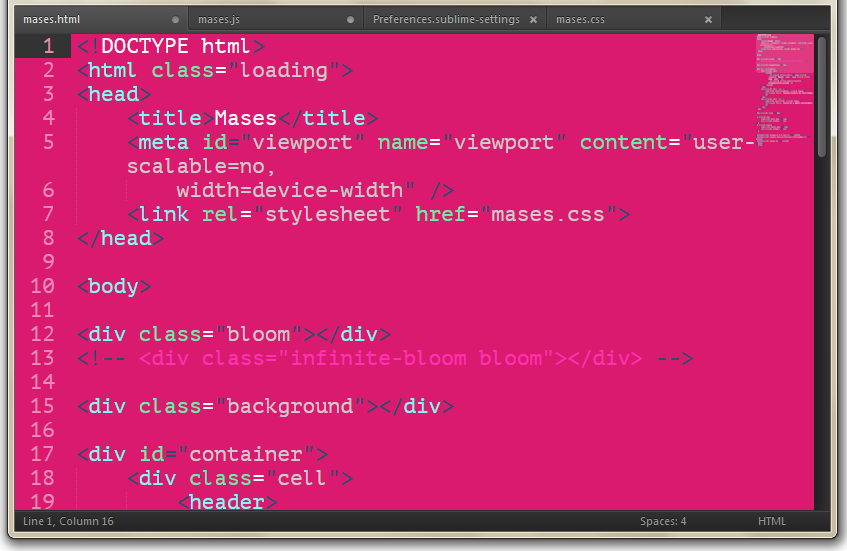 mases.html mases.js Preferences.sublime-settings mases.css
1 <!DOCTYPE html>
2 <html class="loading">
3 <head>
4 <title>Mases</title>
5 <meta id="viewport" name="viewport" content="user-
scalable=no,
6 width=device-width" />
7 <link rel="stylesheet" href="mases.css">
8 </head>
9
10 <body>
11
12 <div class="bloom"></div>
13 <!-- <div class="infinite-bloom bloom"></div> -->
14
15 <div class="background"></div>
16
17 <div id="container">
18 <div class="cell">
19 <header>
Line 1, Column 16 Spaces: 4 HTML